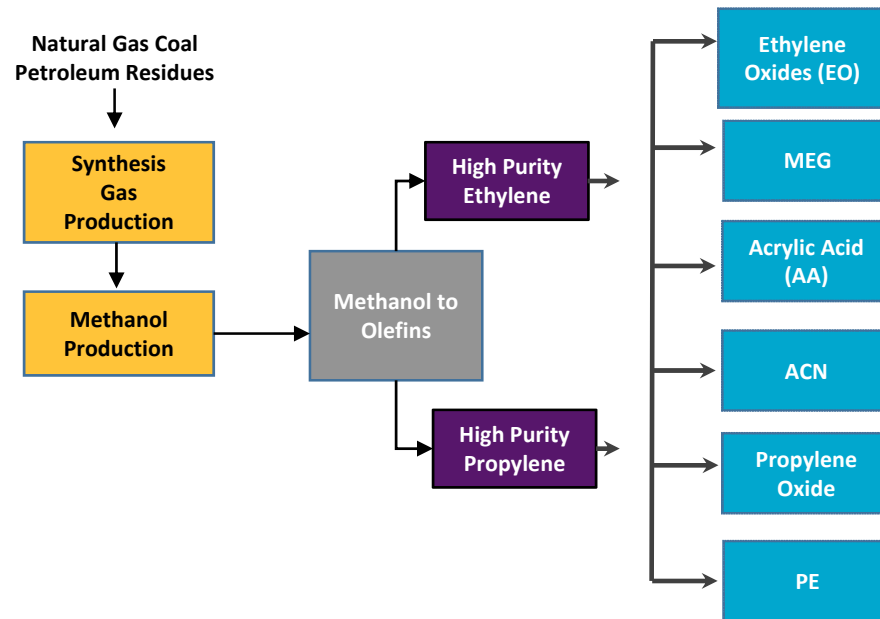 Natural Gas Coal
Petroleum Residues
Synthesis
Gas
Production
Methanol
Production
Methanol to
Olefins
High Purity
Ethylene
High Purity
Propylene
Ethylene
Oxides (EO)
MEG
Acrylic Acid
(AA)
ACN
Propylene
Oxide
PE